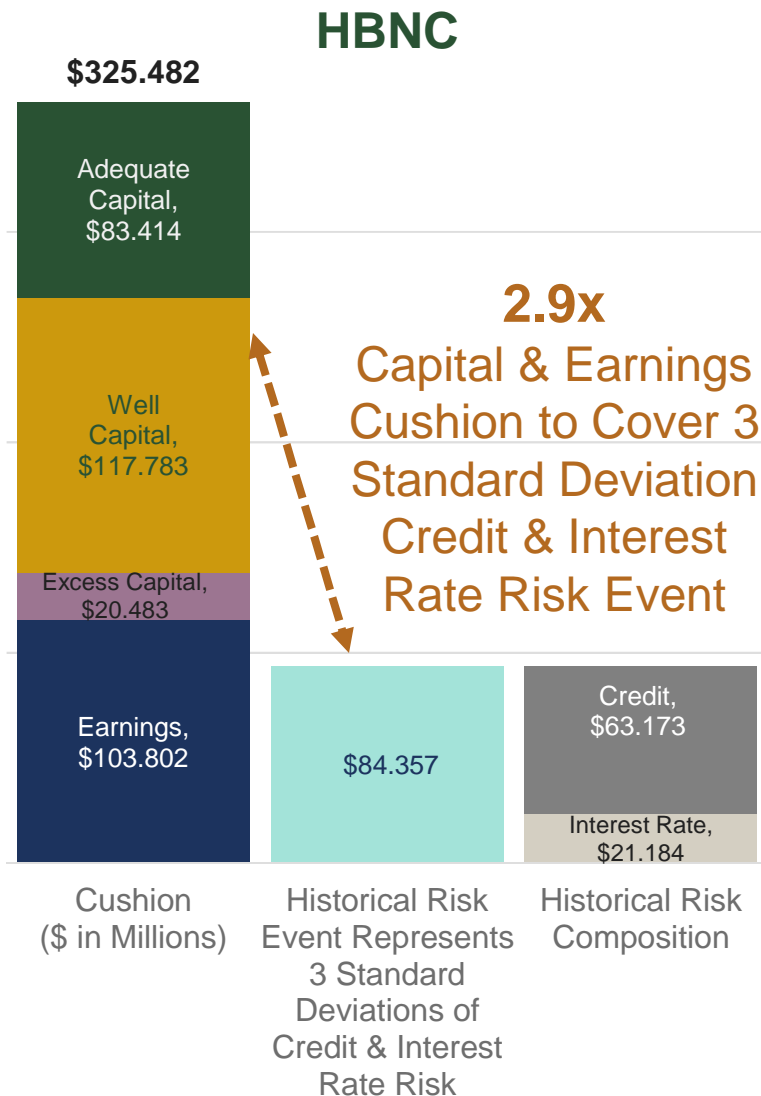 HBNC
$325.482
Adequate
Capital,
$83.414
Well
Capital,
$117.783
Excess Capital,
$20.483
Earnings,
$103.802
2.9x
Capital & Earnings
Cushion to Cover 3
Standard Deviation
Credit & Interest
Rate Risk Event
$84.357
Credit,
$63.173
Interest Rate,
$21.184
Cushion
($ in Millions)
Historical Risk
Event Represents
3 Standard
Deviations of
Credit & Interest
Rate Risk
Historical Risk
Composition